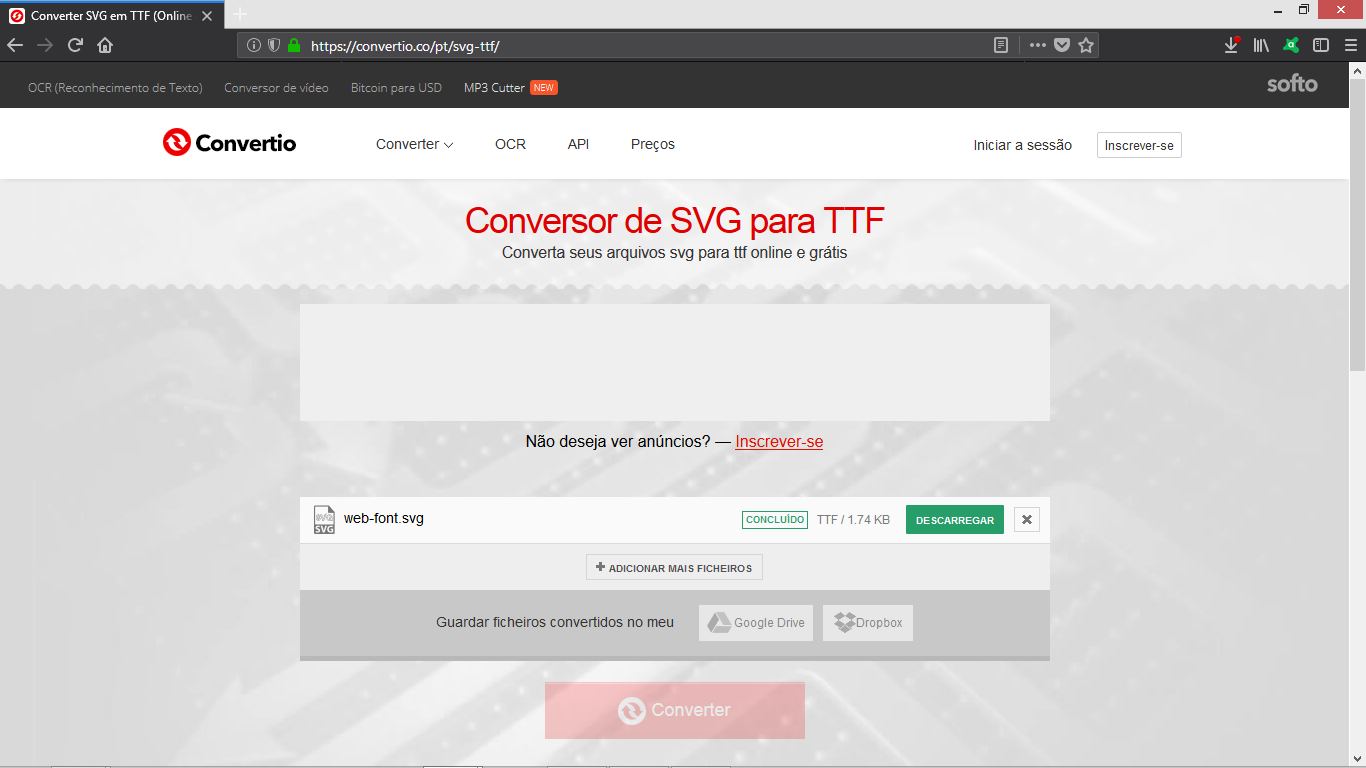 Converter SVG em TTF (Online
https://convertio.co/pt/svg-ttf/
OCR (Reconhecimento de Texto) Conversor de vídeo Bitcoin para USD MP3 Cutter NEW softo
Convertio Converter OCR API Preços Iniciar a sessão Inscrever-se
Conversor de SVG para TTF
Converta seus arquivos svg para ttf online e grátis
Não deseja ver anúncios? — Inscrever-se
SVG web-font.svg CONCLUÍDO TTF / 1.74 KB DESCARREGAR
ADICIONAR MAIS FICHEIROS
Guardar ficheiros convertidos no meu Google Drive Dropbox
Converter